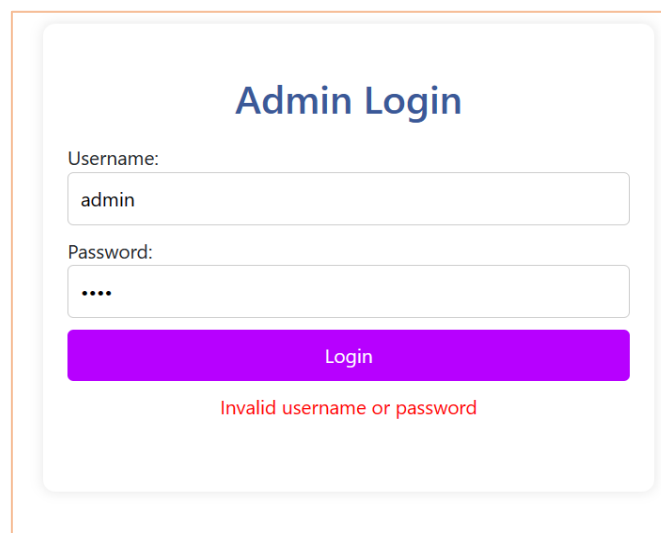 Admin Login
Username:
admin
Password:
••••
Login
Invalid username or password